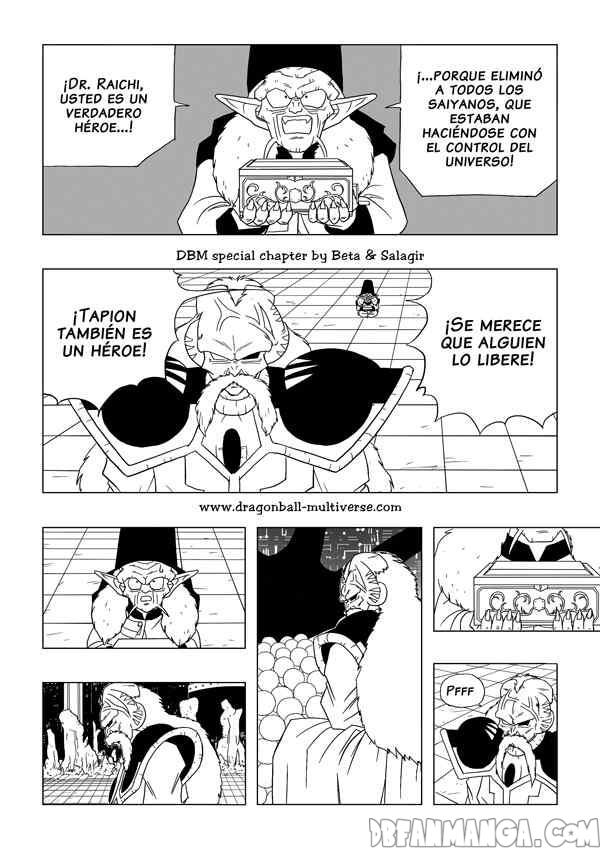 ¡Dr. Raichi,
usted es un
verdadero
héroe...!
¡...porque eliminó
a todos los
saiyanos, que
estaban
haciéndose con
el control del
universo!
DBM special chapter by Beta & Salagir
¡Tapion
también es
un héroe!
¡Se merece
que alguien
lo libere!
www.dragonball-multiverse.com
Pfff
DBFANMANGA.COM